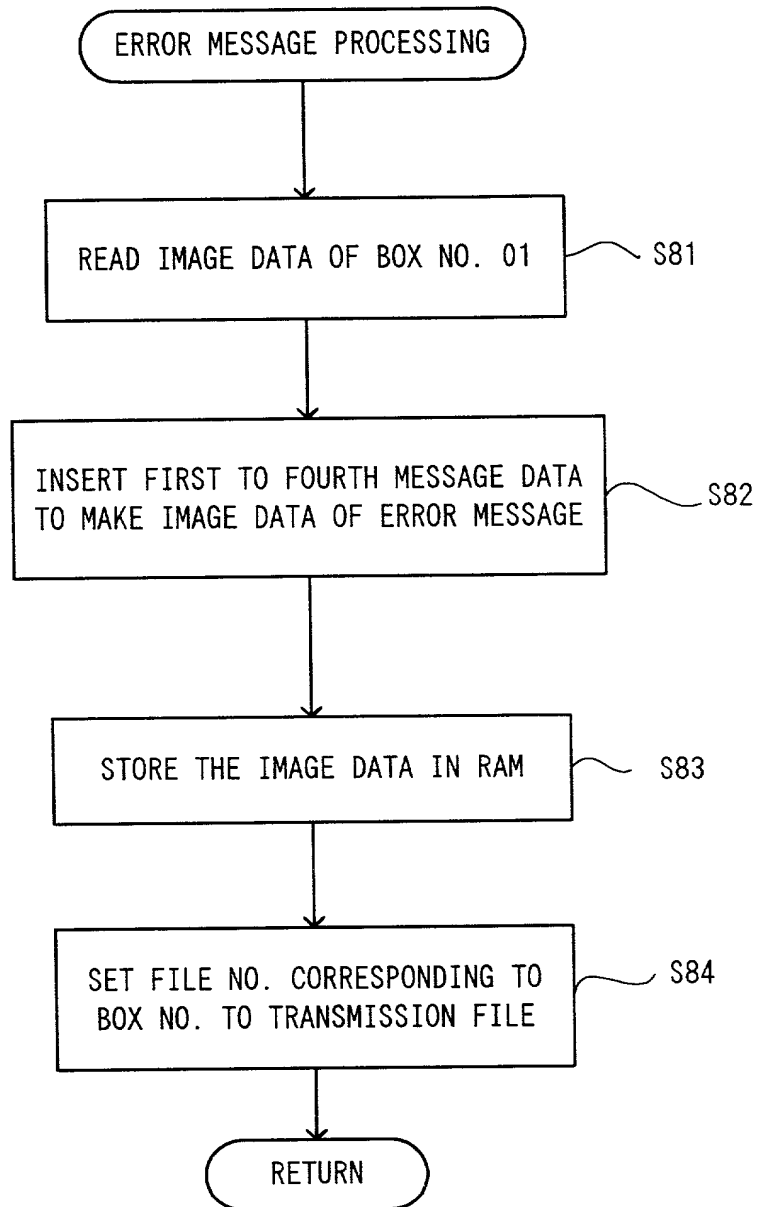 ERROR MESSAGE PROCESSING
READ IMAGE DATA OF BOX NO. 01
S81
INSERT FIRST TO FOURTH MESSAGE DATA
TO MAKE IMAGE DATA OF ERROR MESSAGE
S82
STORE THE IMAGE DATA IN RAM
S83
SET FILE NO. CORRESPONDING TO
BOX NO. TO TRANSMISSION FILE
S84
RETURN